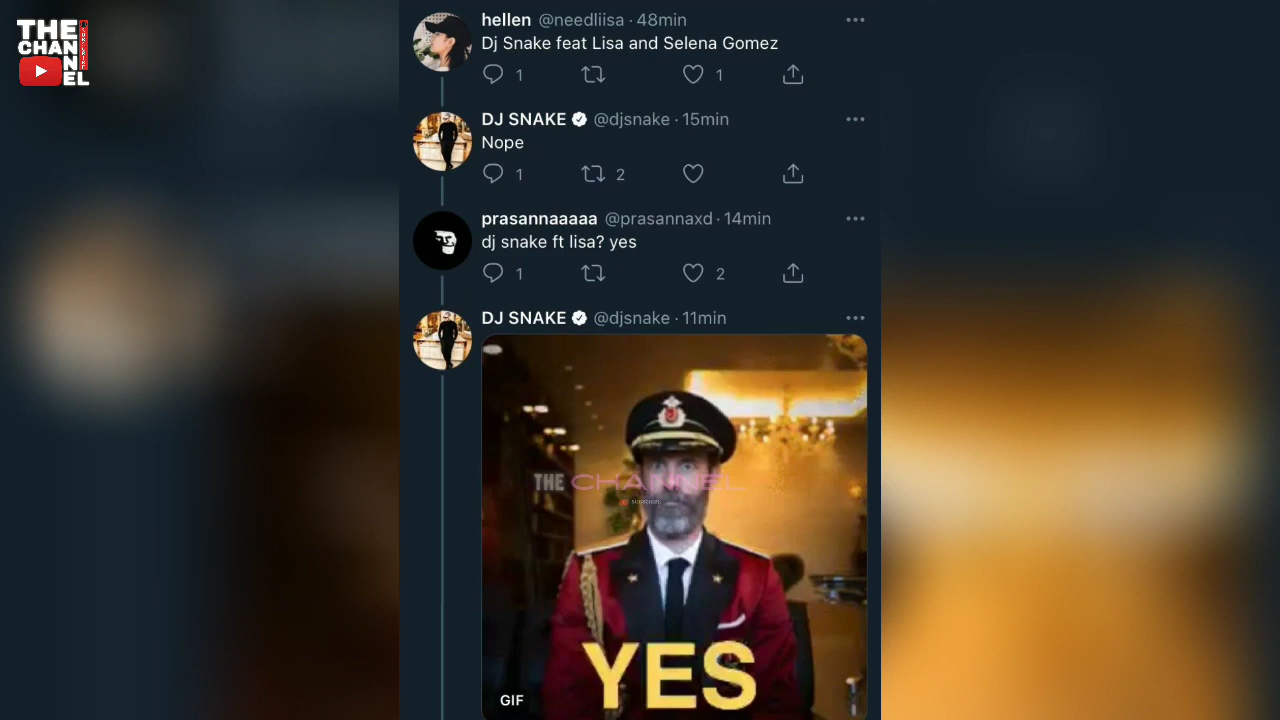 THE
CHAN
N
EL
hellen @needliisa · 48min
Dj Snake feat Lisa and Selena Gomez
1
1
DJ SNAKE @djsnake · 15min
Nope
1
2
prasannaaaaa @prasannaxd · 14min
dj snake ft lisa? yes
1
2
DJ SNAKE @djsnake · 11min
THE CHANNEL
SUBSCRIBE
YES
GIF